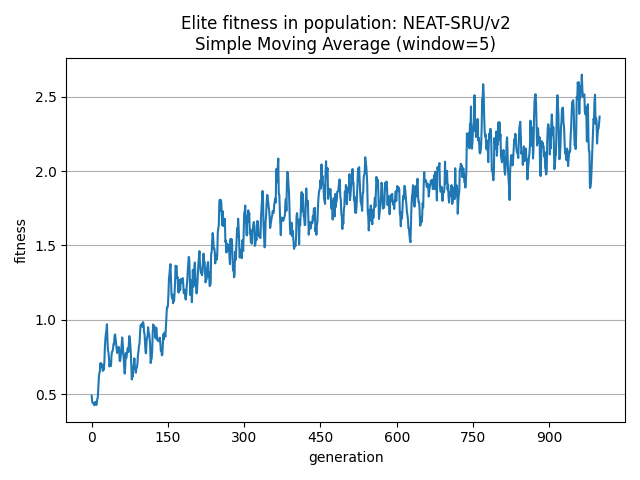 Elite fitness in population: NEAT-SRU/v2
Simple Moving Average (window=5)
fitness
2.5
2.0
1.5
1.0
0.5
0 150 300 450 600 750 900
generation